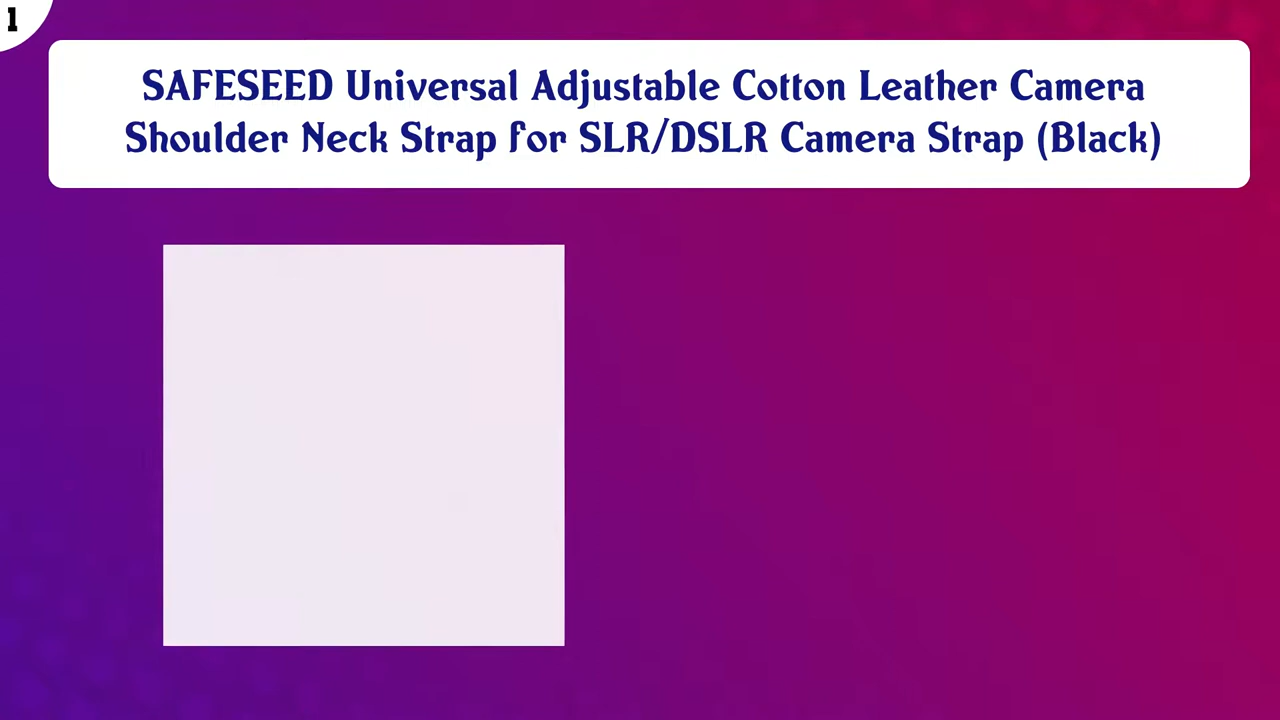 1
SAFESEED Universal Adjustable Cotton Leather Camera
Shoulder Neck Strap for SLR/DSLR Camera Strap (Black)